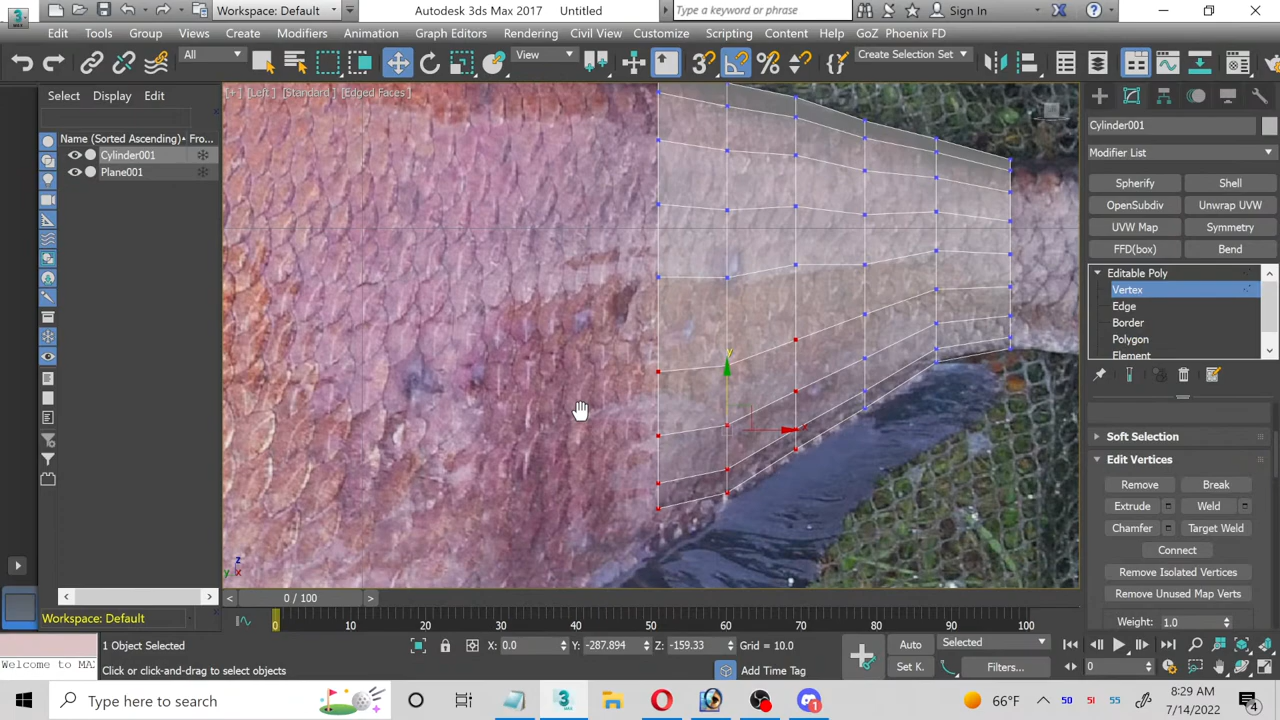 Workspace: Default
Autodesk 3ds Max 2017 Untitled
Type a keyword or phrase
Sign In
Edit Tools Group Views Create Modifiers Animation Graph Editors Rendering Civil View Customize Scripting Content Help GoZ Phoenix FD
All
View
Create Selection Set
Select Display Edit
[+] [Left] [Standard] [Edged Faces]
Name (Sorted Ascending) Fro...
Cylinder001
Plane001
Cylinder001
Modifier List
Spherify Shell
OpenSubdiv Unwrap UVW
UVW Map Symmetry
FFD(box) Bend
Editable Poly
Vertex
Edge
Border
Polygon
Element
Soft Selection
Edit Vertices
Remove Break
Extrude Weld
Chamfer Target Weld
Connect
Remove Isolated Vertices
Remove Unused Map Verts
Weight: 1.0
y
x
z
y x
0 / 100
Workspace: Default
0 10 20 30 40 50 60 70 80 90 100
1 Object Selected
X: 0.0 Y: -287.894 Z: -159.33 Grid = 10.0
Auto Selected
Welcome to MA
Click or click-and-drag to select objects
Add Time Tag
Set K. Filters... 0
Type here to search
66°F
50 51 55
8:29 AM
7/14/2022
1
4